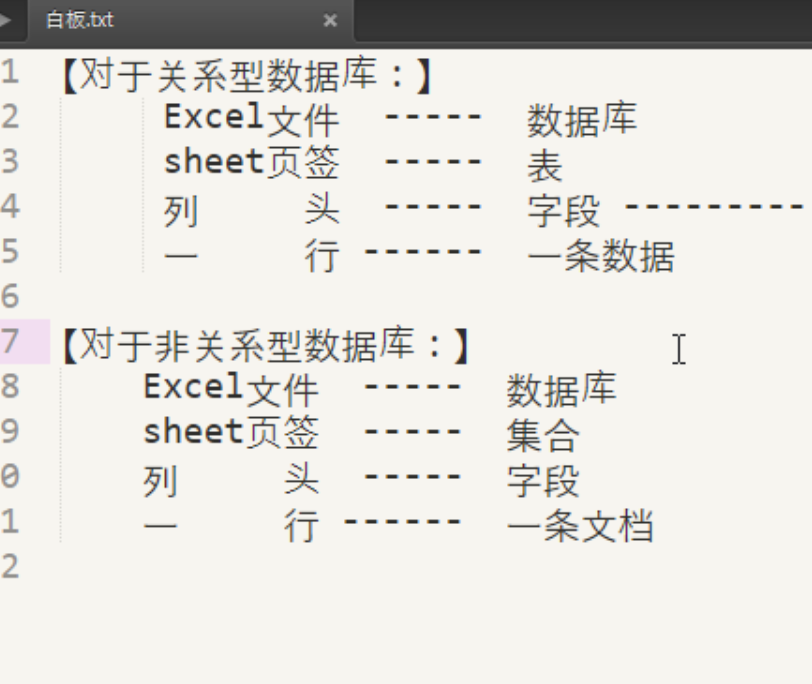 白板.txt
1 【对于关系型数据库：】
2 Excel文件 ----- 数据库
3 sheet页签 ----- 表
4 列 头 ----- 字段 ---------
5 一 行 ------ 一条数据
6
7 【对于非关系型数据库：】
8 Excel文件 ----- 数据库
9 sheet页签 ----- 集合
0 列 头 ----- 字段
1 一 行 ------ 一条文档
2